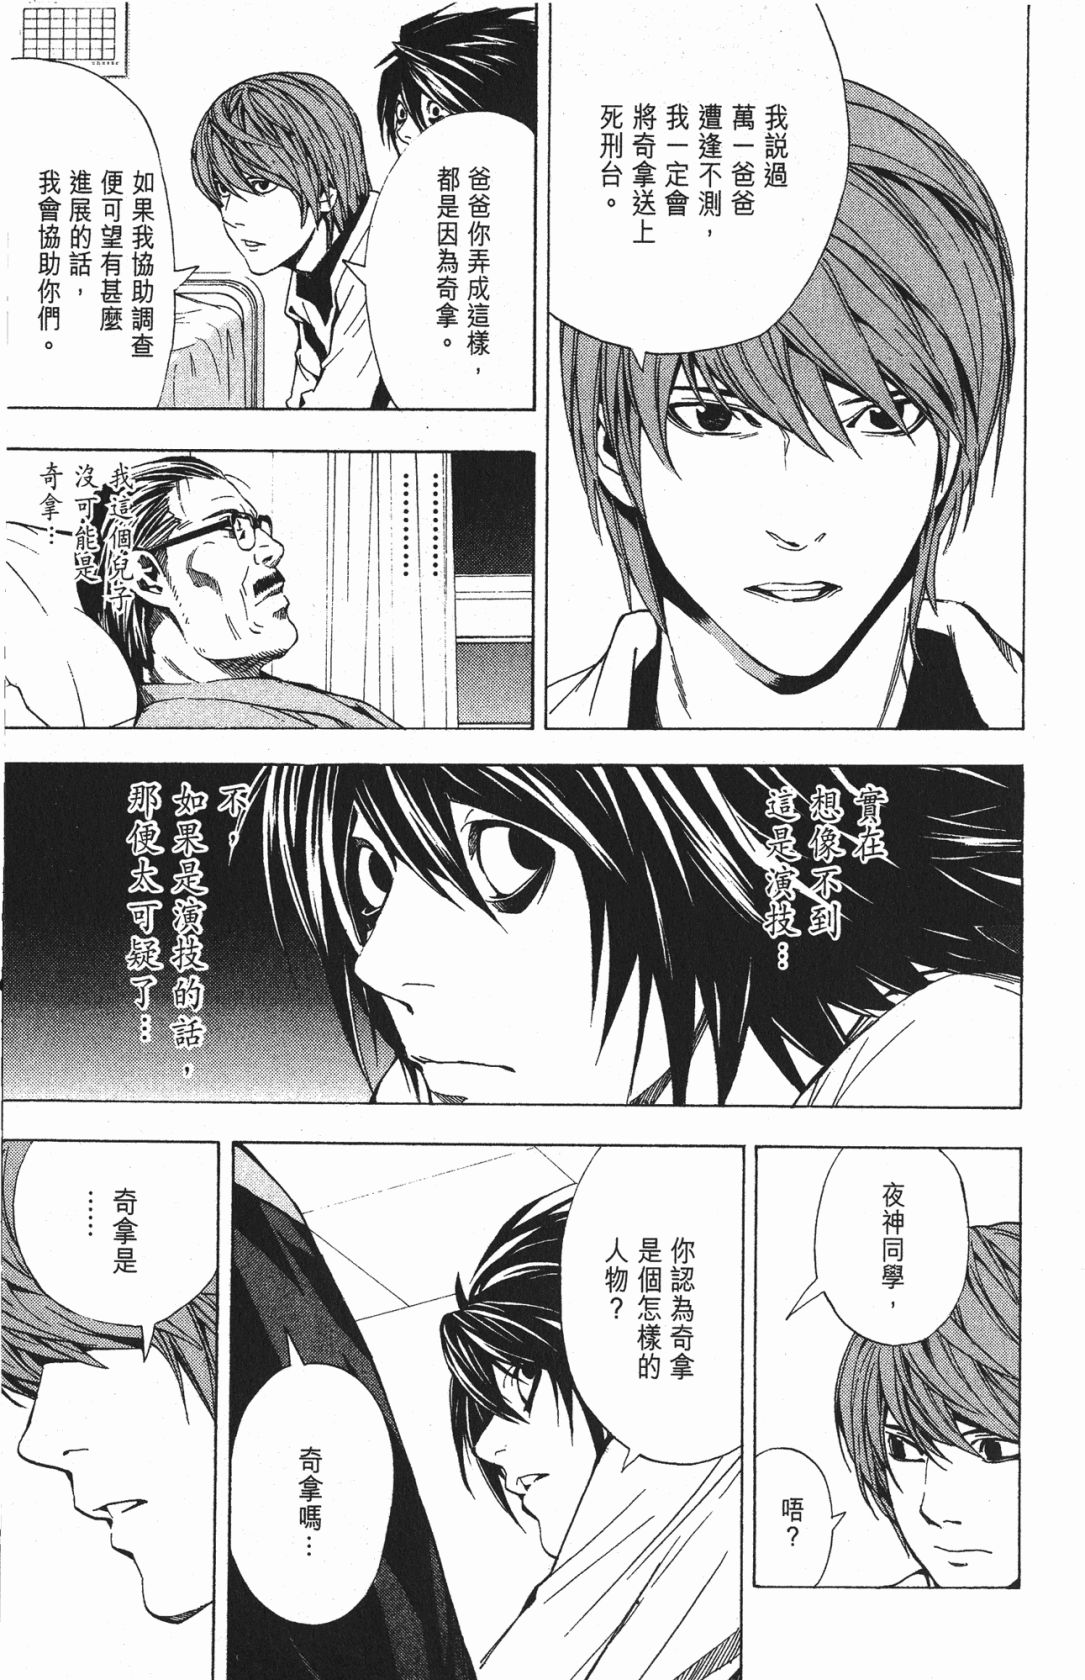 我說過
萬一爸爸
遭逢不測，
我一定會
將奇拿送上
死刑台。
爸爸你弄成這樣，
都是因為奇拿。
如果我協助調查
便可望有甚麼
進展的話，
我會協助你們。
…………
…………
我這個兒子
沒可能是
奇拿…
實在
想像不到
這是演技…
不，
如果是演技的話，
那便太可疑了…
夜神同學，
唔？
你認為奇拿
是個怎樣的
人物？
奇拿嗎…
奇拿是
……